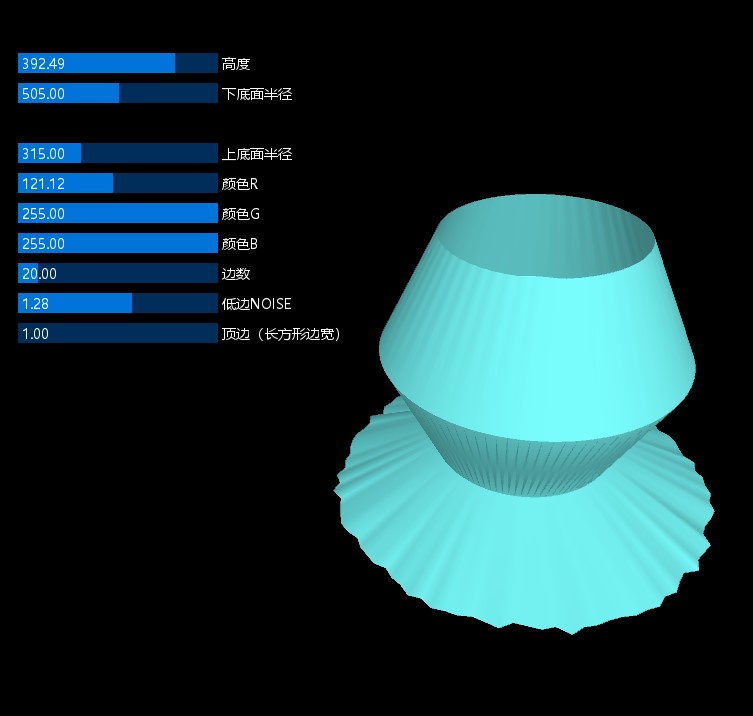 392.49 高度
505.00 下底面半径
315.00 上底面半径
121.12 颜色R
255.00 颜色G
255.00 颜色B
20.00 边数
1.28 低边NOISE
1.00 顶边（长方形边宽）